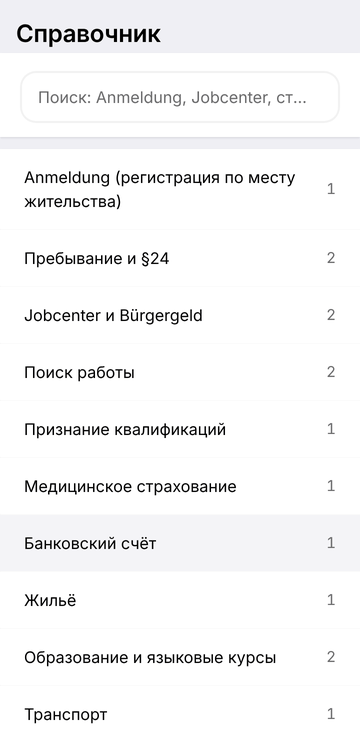 Справочник
Поиск: Anmeldung, Jobcenter, ст...
Anmeldung (регистрация по месту
жительства)
1
Пребывание и §24
2
Jobcenter и Bürgergeld
2
Поиск работы
2
Признание квалификаций
1
Медицинское страхование
1
Банковский счёт
1
Жильё
1
Образование и языковые курсы
2
Транспорт
1